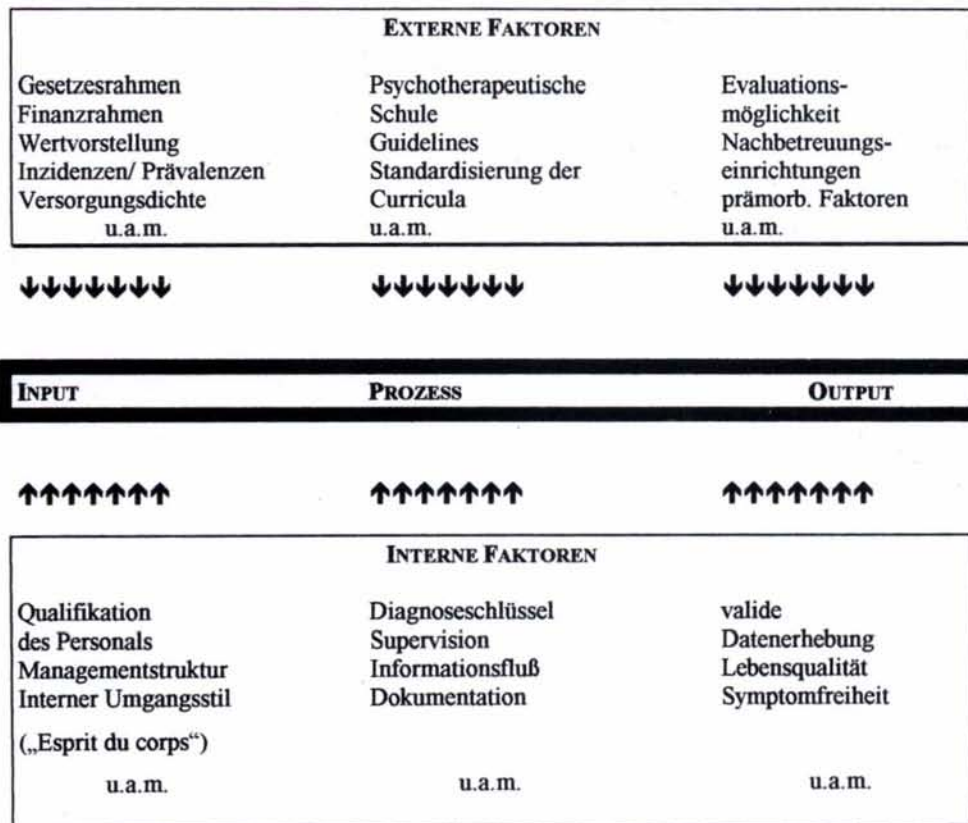 EXTERNE FAKTOREN
Gesetzesrahmen
Finanzrahmen
Wertvorstellung
Inzidenzen/ Prävalenzen
Versorgungsdichte
u.a.m.
Psychotherapeutische
Schule
Guidelines
Standardisierung der
Curricula
u.a.m.
Evaluations-
möglichkeit
Nachbetreuungs-
einrichtungen
prämorb. Faktoren
u.a.m.
INPUT
PROZESS
OUTPUT
INTERNE FAKTOREN
Qualifikation
des Personals
Managementstruktur
Interner Umgangsstil
(„Esprit du corps“)
u.a.m.
Diagnoseschlüssel
Supervision
Informationsfluß
Dokumentation
u.a.m.
valide
Datenerhebung
Lebensqualität
Symptomfreiheit
u.a.m.